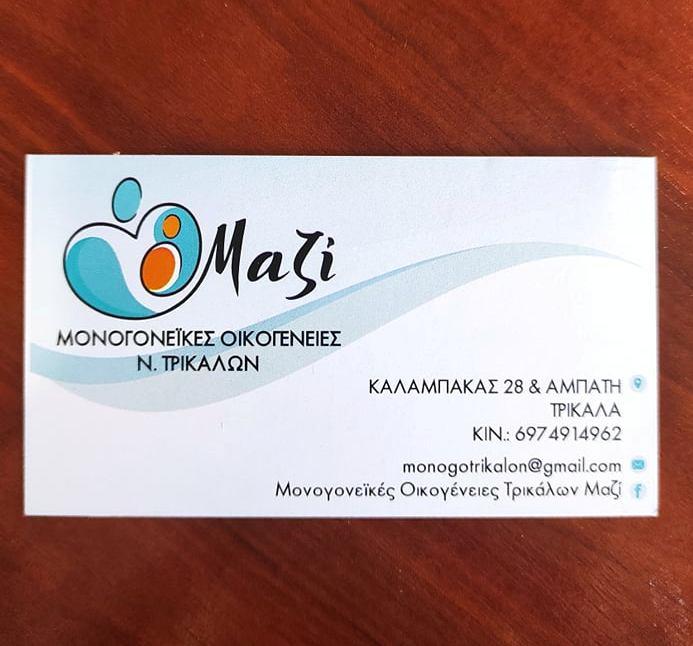 Μαζί
ΜΟΝΟΓΟΝΕΪΚΕΣ ΟΙΚΟΓΕΝΕΙΕΣ
Ν. ΤΡΙΚΑΛΩΝ
ΚΑΛΑΜΠΑΚΑΣ 28 & ΑΜΠΑΤΗ
ΤΡΙΚΑΛΑ
ΚΙΝ.: 6974914962
monogotrikalon@gmail.com
Μονογονεϊκές Οικογένειες Τρικάλων Μαζί